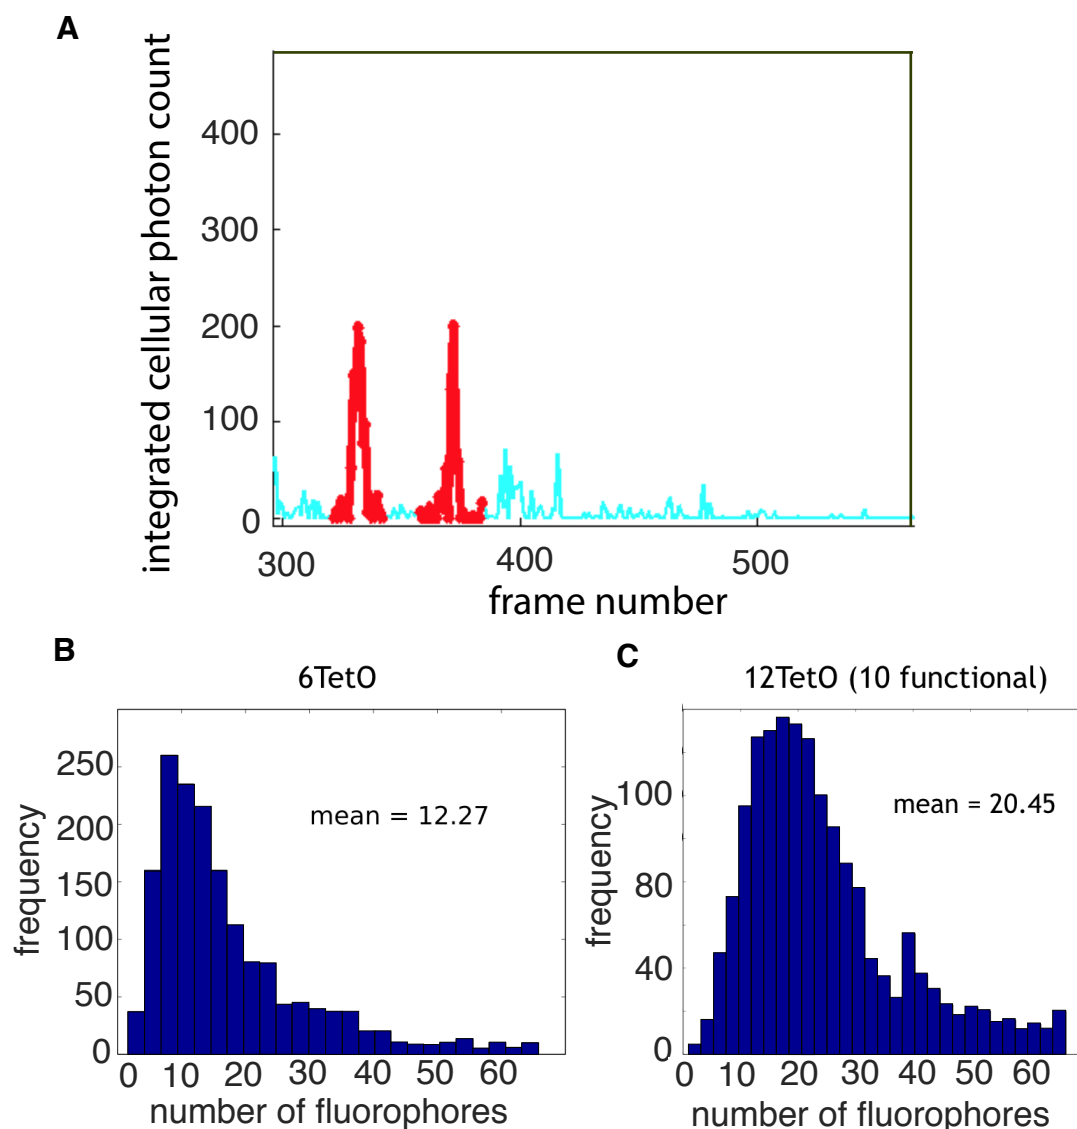 A
integrated cellular photon count
400
300
200
100
0
300
400
500
frame number
B
6TetO
mean = 12.27
frequency
250
200
150
100
50
0
0 10 20 30 40 50 60
number of fluorophores
C
12TetO (10 functional)
mean = 20.45
frequency
100
80
40
0
0 10 20 30 40 50 60
number of fluorophores